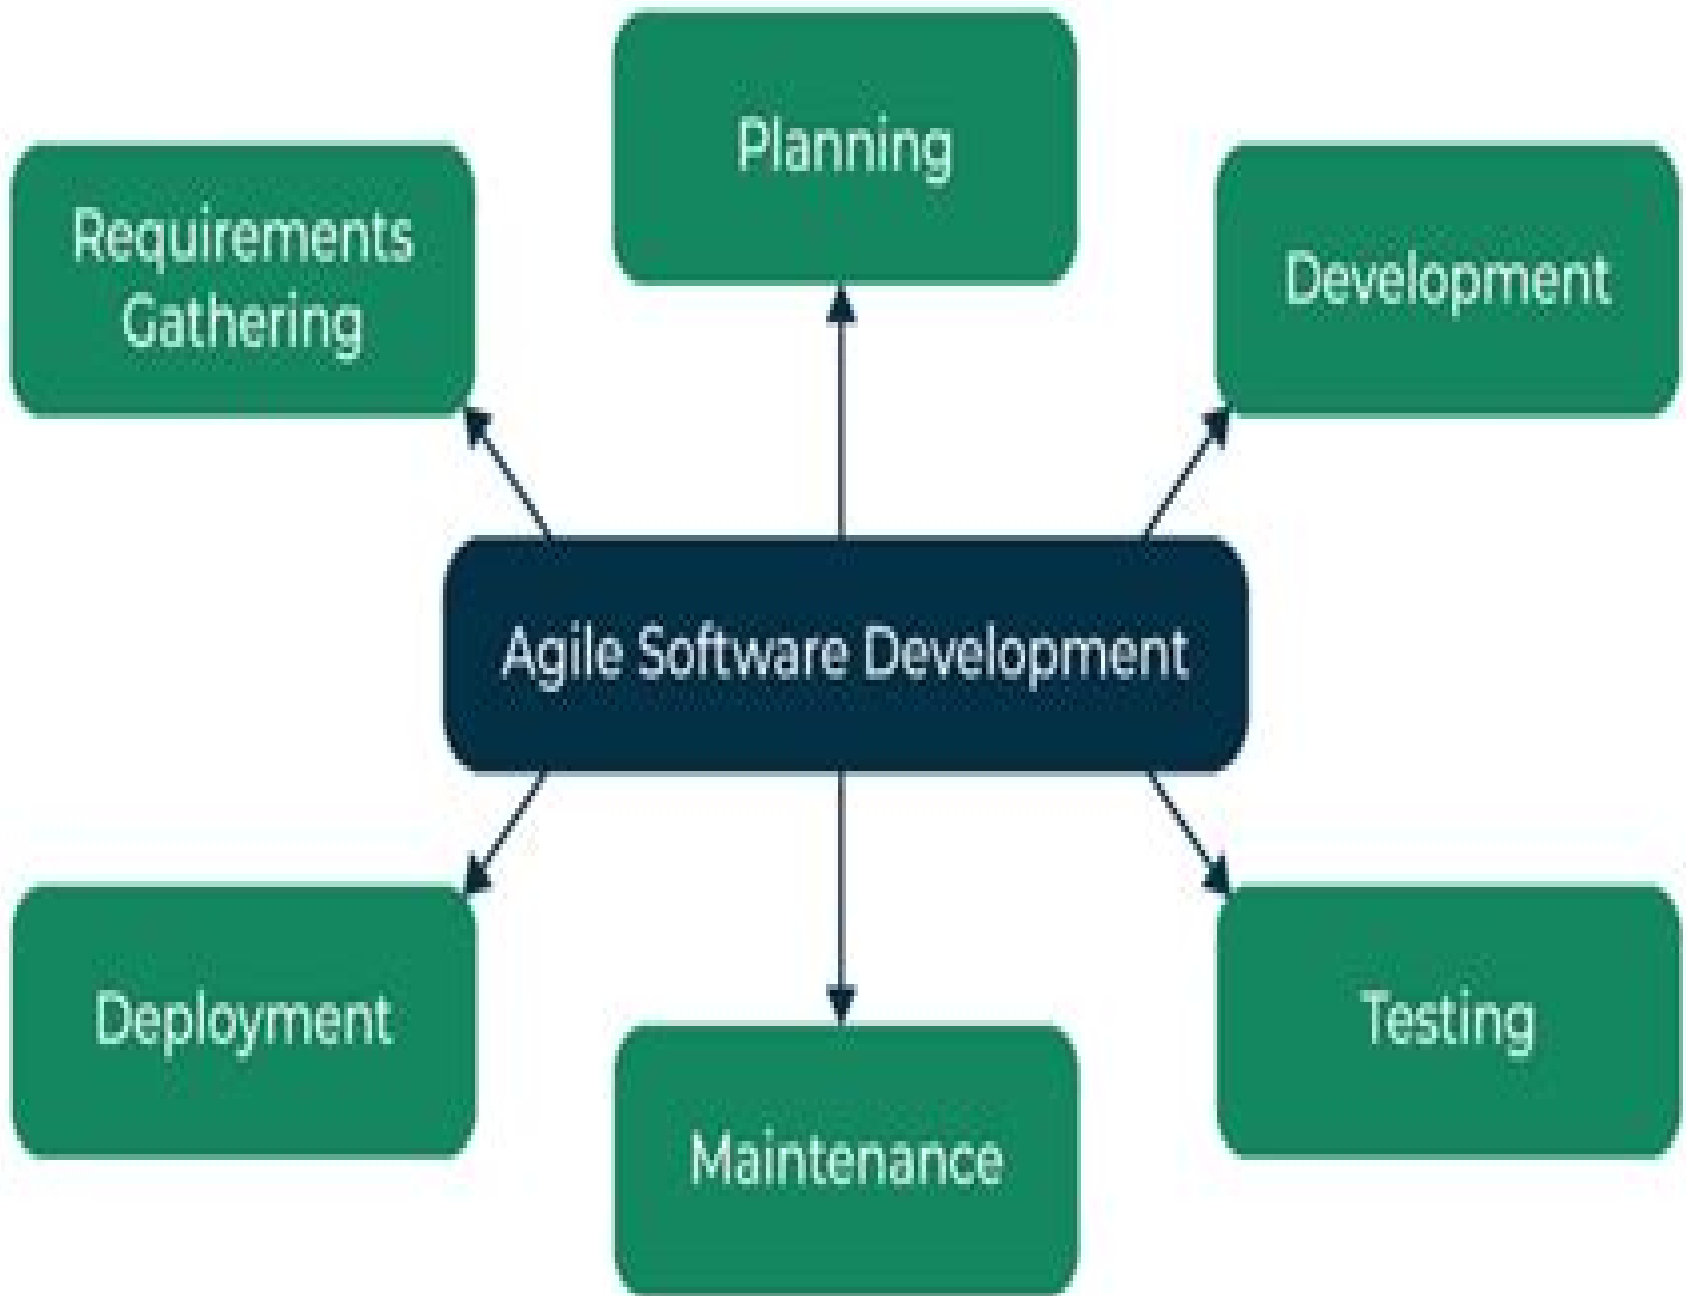 Planning
Requirements
Gathering
Development
Agile Software Development
Deployment
Testing
Maintenance